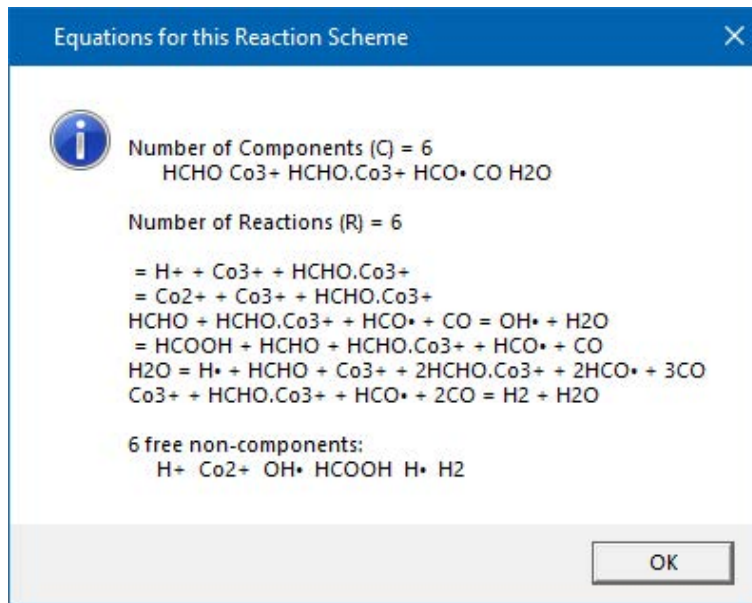 Equations for this Reaction Scheme
Number of Components (C) = 6
HCHO Co3+ HCHO.Co3+ HCO• CO H2O
Number of Reactions (R) = 6
= H+ + Co3+ + HCHO.Co3+
= Co2+ + Co3+ + HCHO.Co3+
HCHO + HCHO.Co3+ + HCO• + CO = OH• + H2O
= HCOOH + HCHO + HCHO.Co3+ + HCO• + CO
H2O = H• + HCHO + Co3+ + 2HCHO.Co3+ + 2HCO• + 3CO
Co3+ + HCHO.Co3+ + HCO• + 2CO = H2 + H2O
6 free non-components:
H+ Co2+ OH• HCOOH H• H2
OK